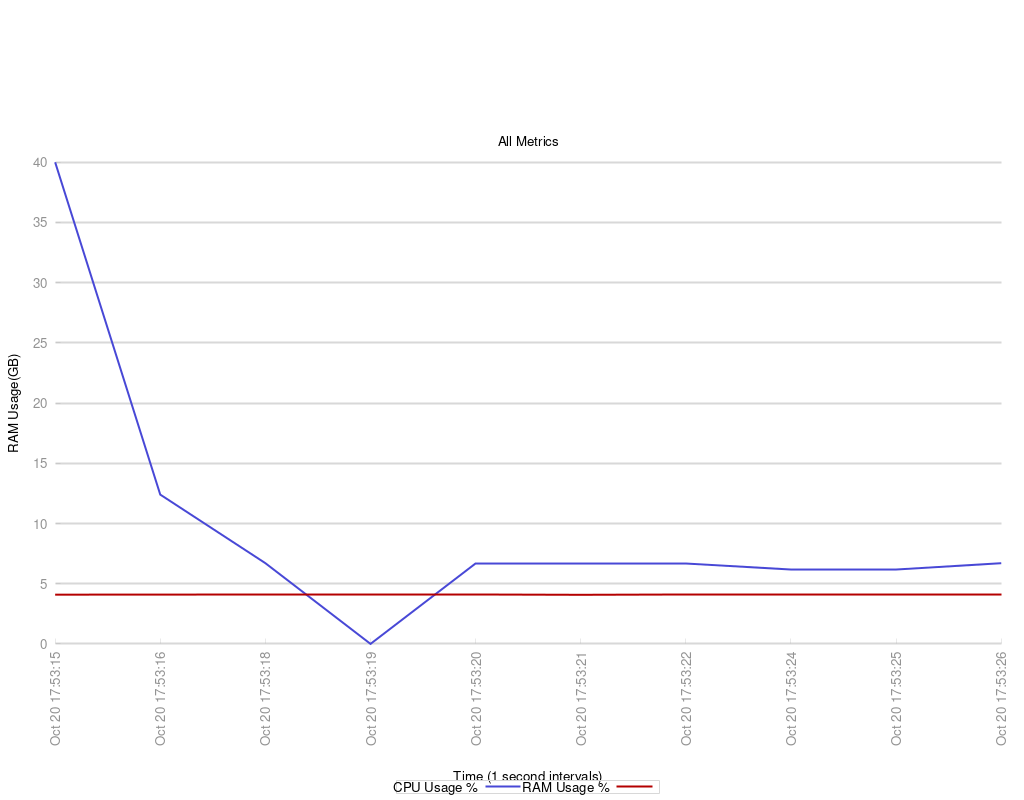 All Metrics
40
35
30
25
20
15
10
5
0
RAM Usage(GB)
Oct 20 17:53:15
Oct 20 17:53:16
Oct 20 17:53:18
Oct 20 17:53:19
Oct 20 17:53:20
Oct 20 17:53:21
Oct 20 17:53:22
Oct 20 17:53:24
Oct 20 17:53:25
Oct 20 17:53:26
Time (1 second intervals)
CPU Usage % RAM Usage %